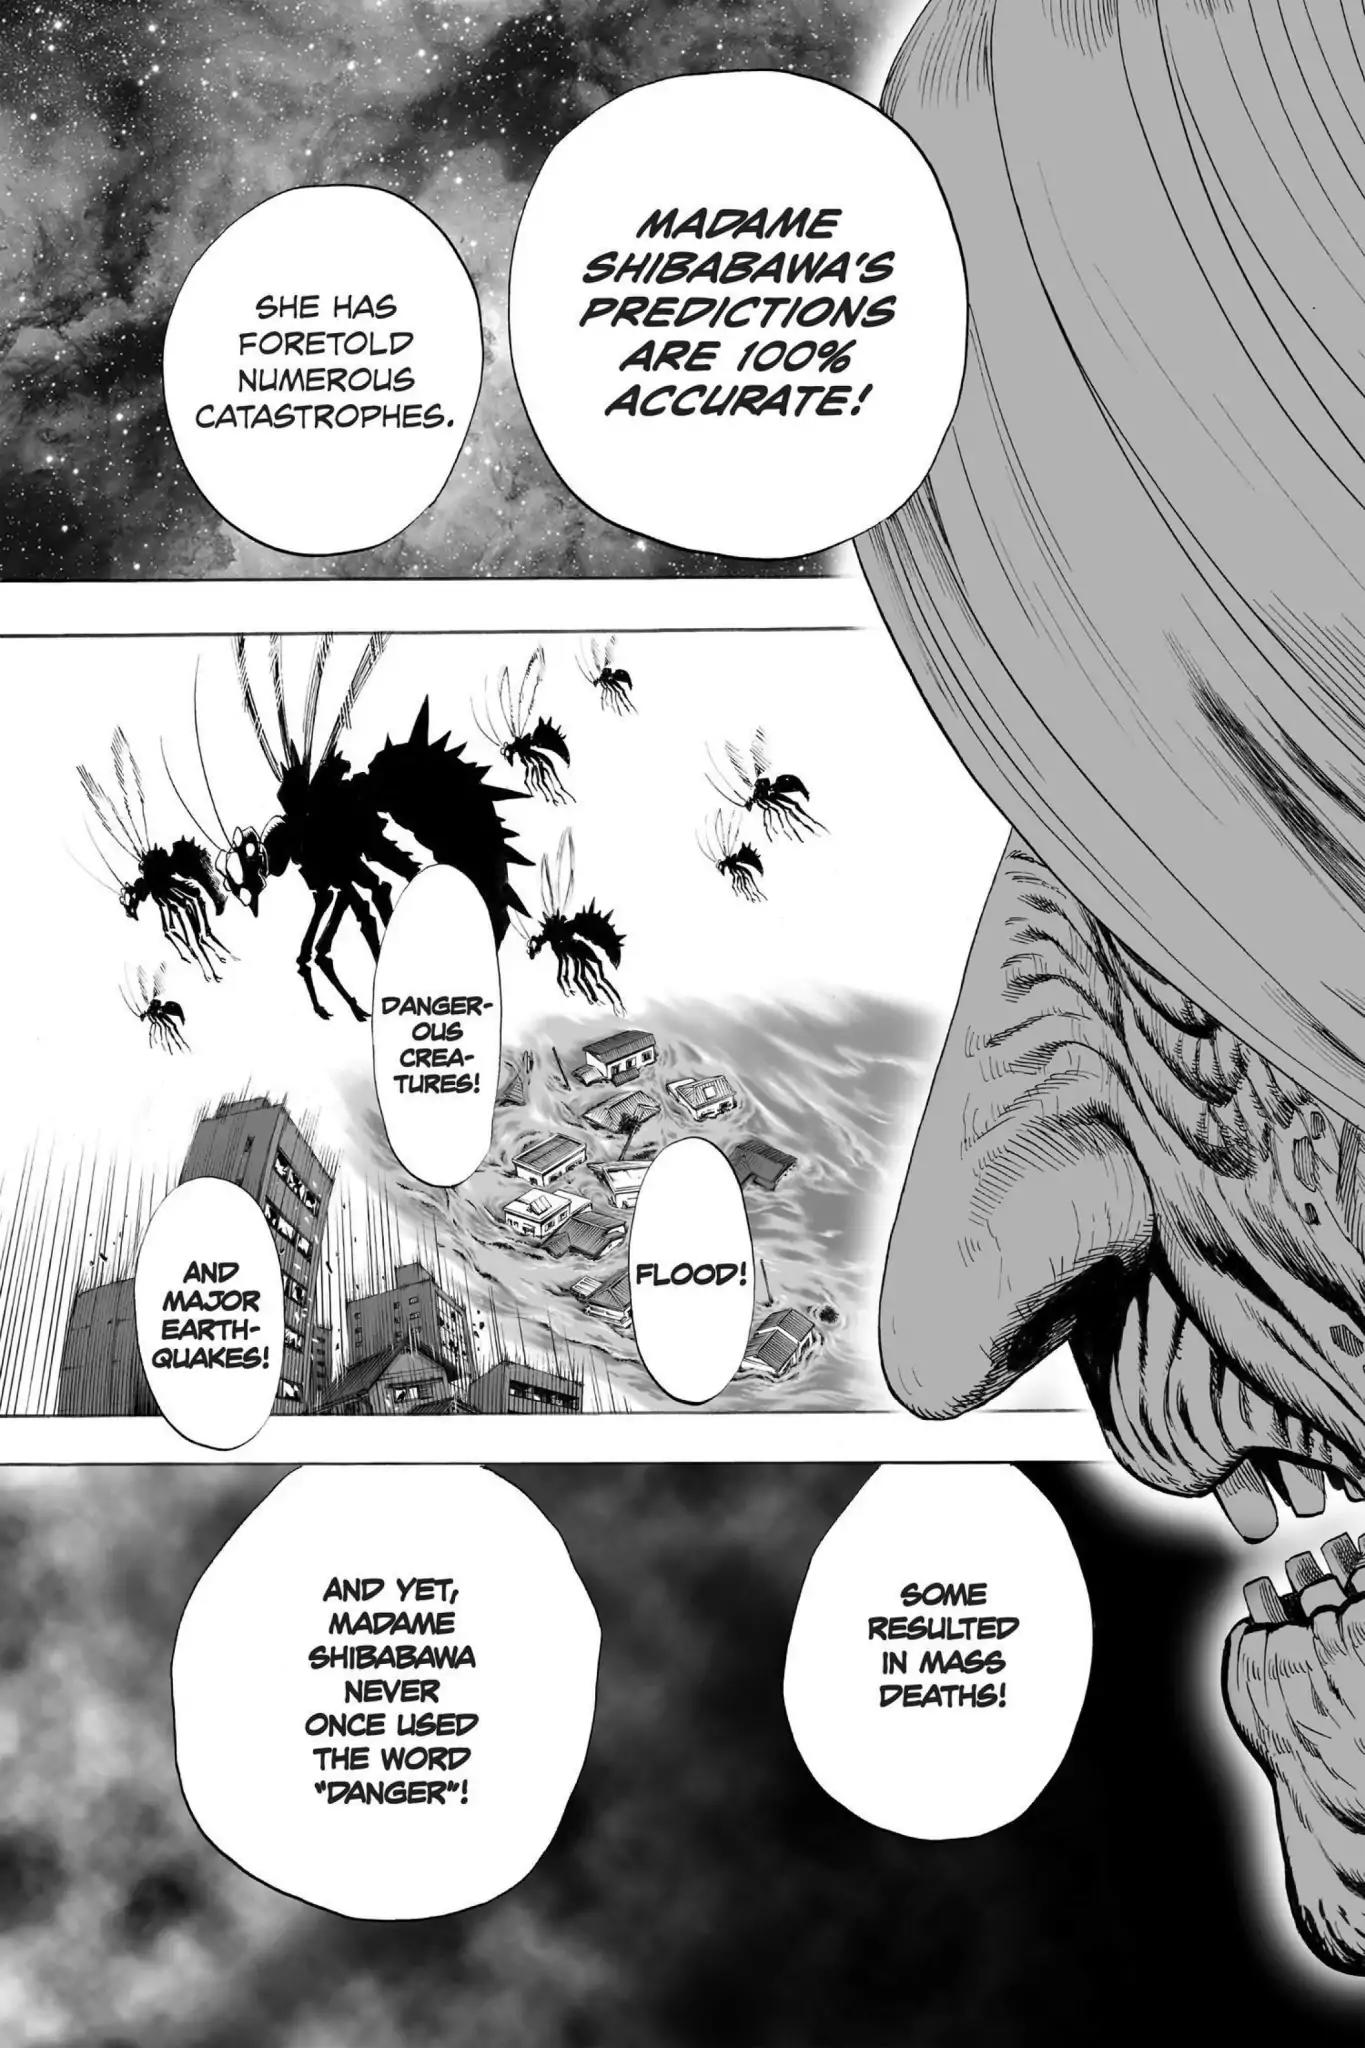 MADAME
SHIBABAWA'S
PREDICTIONS
ARE 100%
ACCURATE!
SHE HAS
FORETOLD
NUMEROUS
CATASTROPHES.
DANGER-
OUS
CREA-
TURES!
FLOOD!
AND
MAJOR
EARTH-
QUAKES!
SOME
RESULTED
IN MASS
DEATHS!
AND YET,
MADAME
SHIBABAWA
NEVER
ONCE USED
THE WORD
"DANGER"!